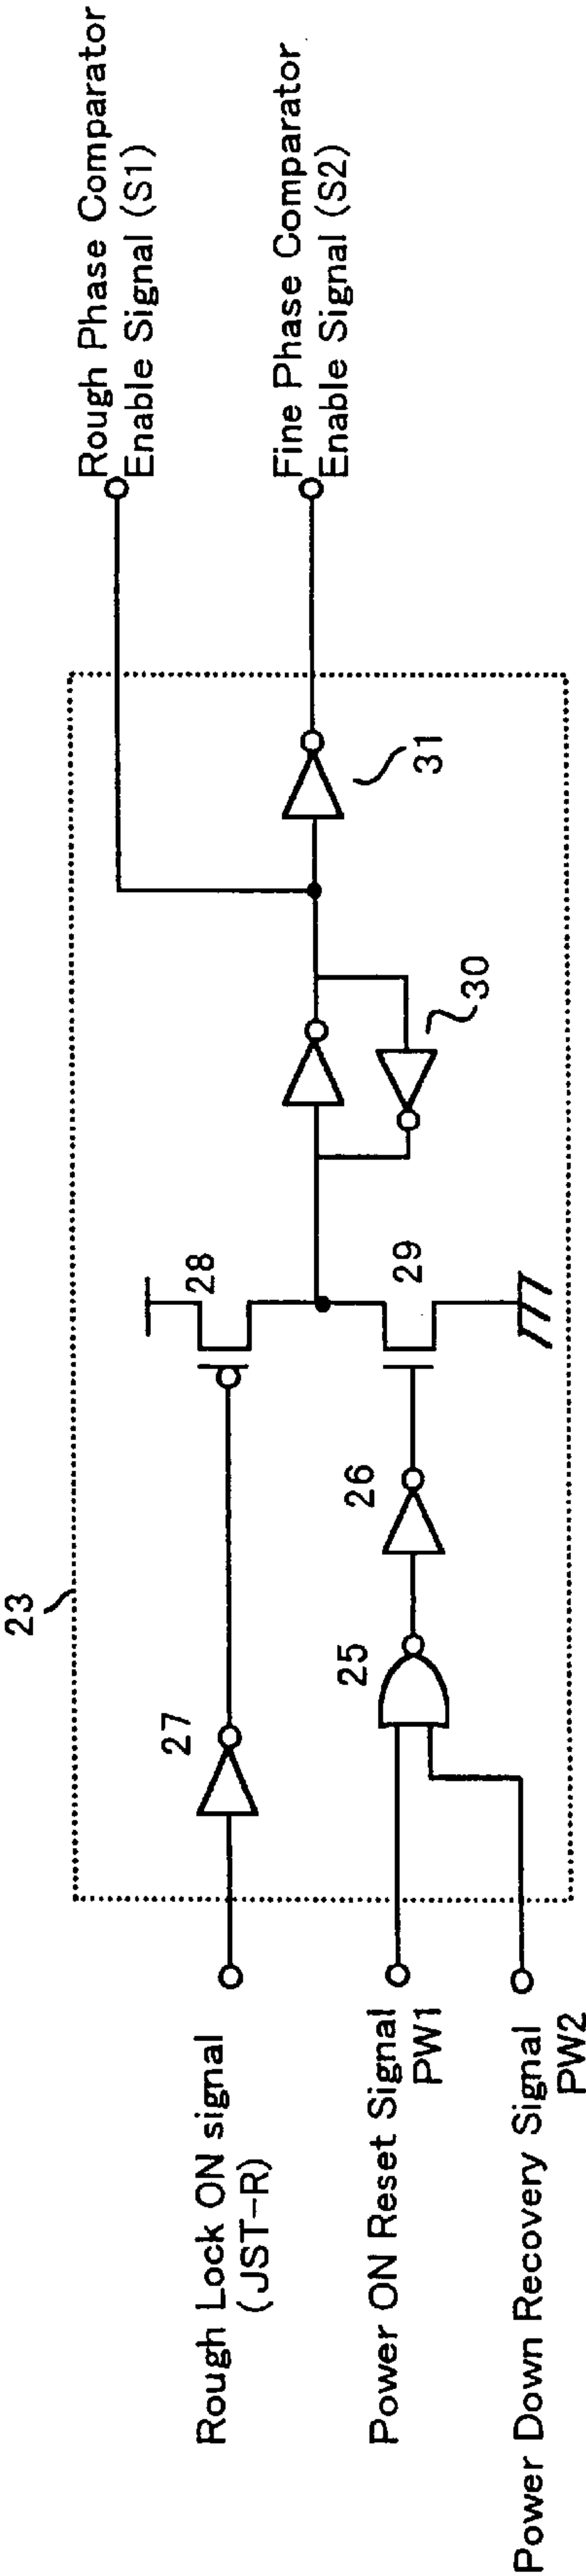 23
Rough Lock ON signal
(JST-R)
27
28
Rough Phase Comparator
Enable Signal (S1)
Power ON Reset Signal
PW1
25
26
29
30
31
Fine Phase Comparator
Enable Signal (S2)
Power Down Recovery Signal
PW2